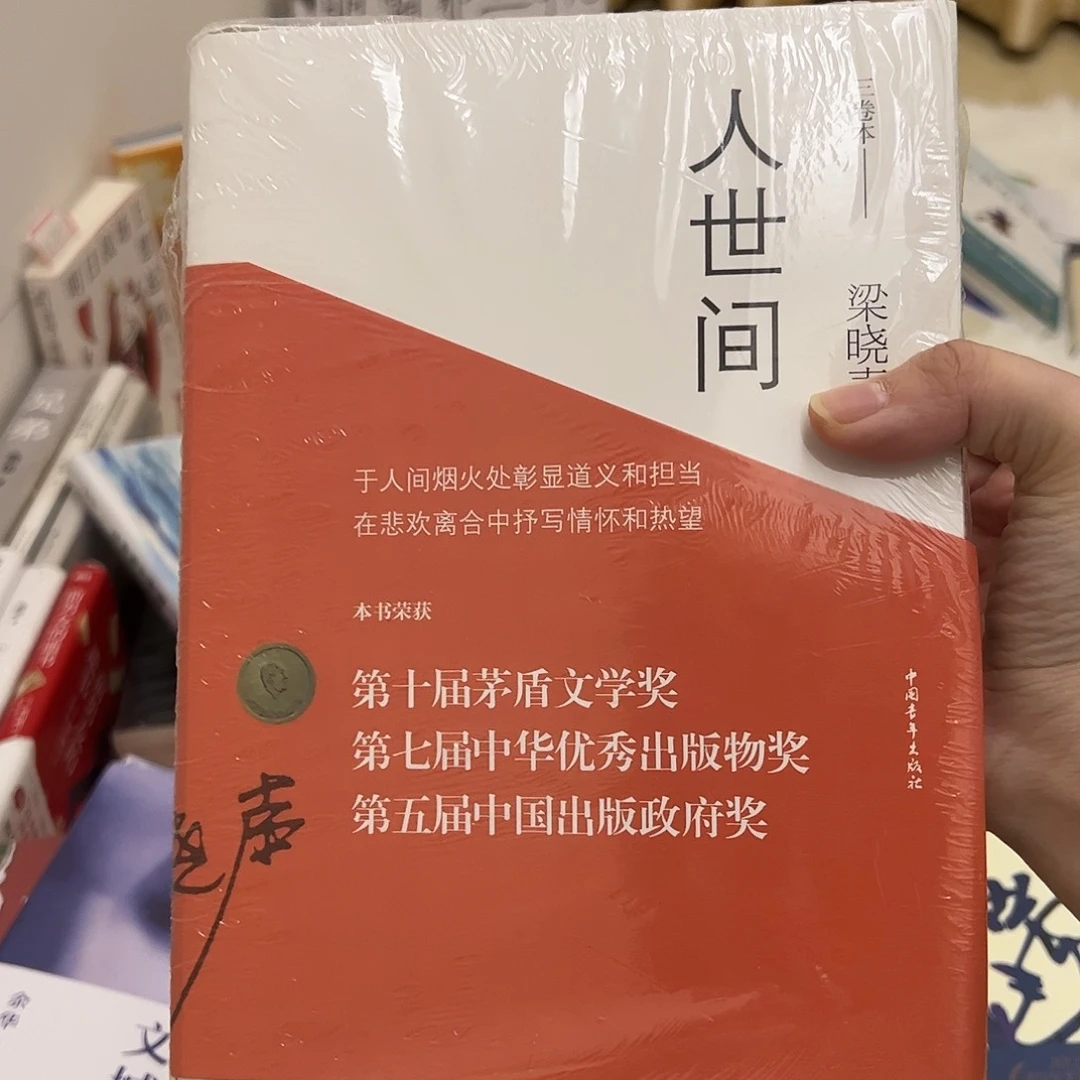 人世间
三卷本
梁晓
于人间烟火处彰显道义和担当
在悲欢离合中抒写情怀和热望
本书荣获
第十届茅盾文学奖
第七届中华优秀出版物奖
第五届中国出版政府奖
中国青年出版社
声
余华
文